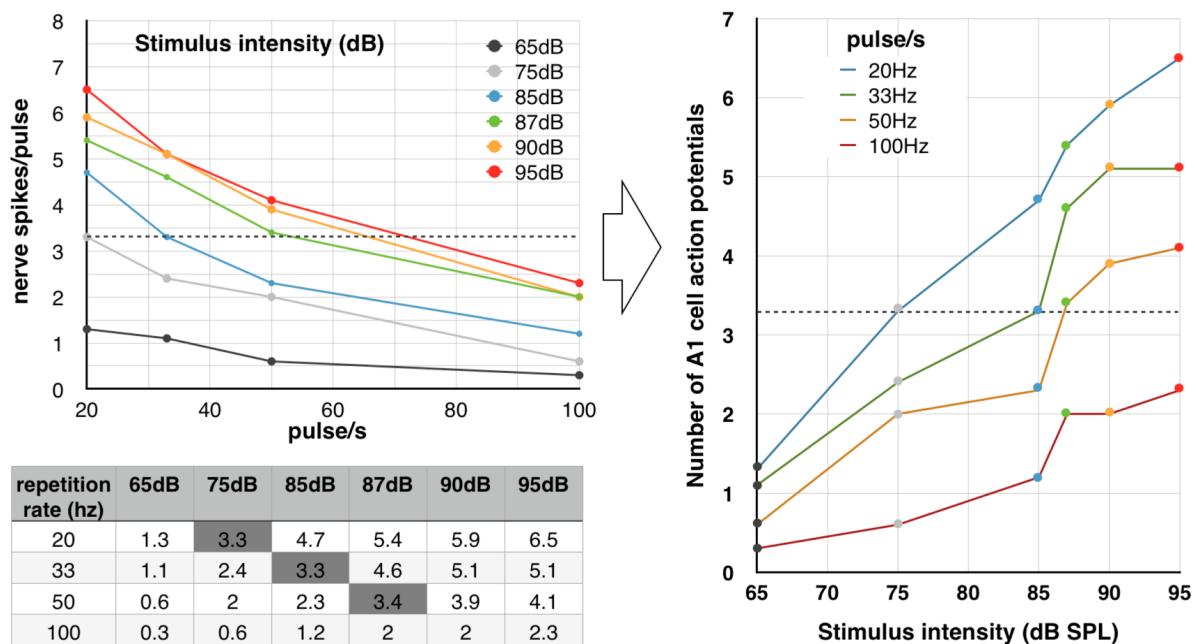 Stimulus intensity (dB)
65dB
75dB
85dB
87dB
90dB
95dB
nerve spikes/pulse
8
7
6
5
4
3
2
1
0
20 40 60 80 100
pulse/s
repetition rate (hz) 65dB 75dB 85dB 87dB 90dB 95dB
20 1.3 3.3 4.7 5.4 5.9 6.5
33 1.1 2.4 3.3 4.6 5.1 5.1
50 0.6 2 2.3 3.4 3.9 4.1
100 0.3 0.6 1.2 2 2 2.3
pulse/s
20Hz
33Hz
50Hz
100Hz
Number of A1 cell action potentials
7
6
5
4
3
2
1
0
65 70 75 80 85 90 95
Stimulus intensity (dB SPL)